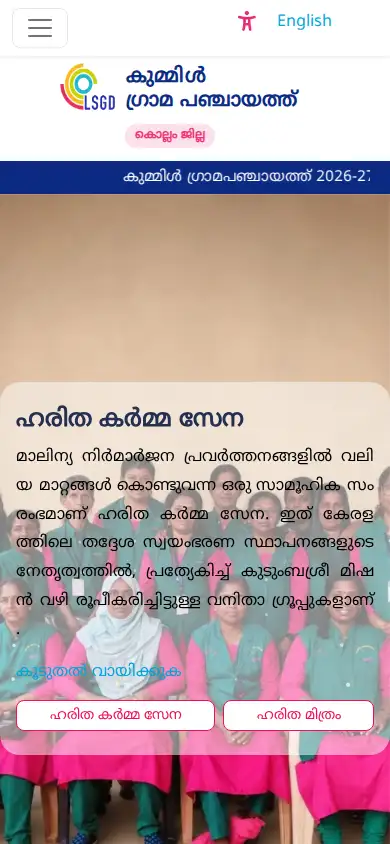 English
LSGD
കുമ്മിൾ
ഗ്രാമ പഞ്ചായത്ത്
കൊല്ലം ജില്ല
കുമ്മിൾ ഗ്രാമപഞ്ചായത്ത് 2026-27
ഹരിത കർമ്മ സേന
മാലിന്യ നിർമാർജന പ്രവർത്തനങ്ങളിൽ വലി
യ മാറ്റങ്ങൾ കൊണ്ടുവന്ന ഒരു സാമൂഹിക സം
രംഭമാണ് ഹരിത കർമ്മ സേന. ഇത് കേരള
ത്തിലെ തദ്ദേശ സ്വയംഭരണ സ്ഥാപനങ്ങളുടെ
നേതൃത്വത്തിൽ, പ്രത്യേകിച്ച് കുടുംബശ്രീ മിഷ
ൻ വഴി രൂപീകരിച്ചിട്ടുള്ള വനിതാ ഗ്രൂപ്പുകളാണ്
.
കൂടുതൽ വായിക്കുക
ഹരിത കർമ്മ സേന
ഹരിത മിത്രം